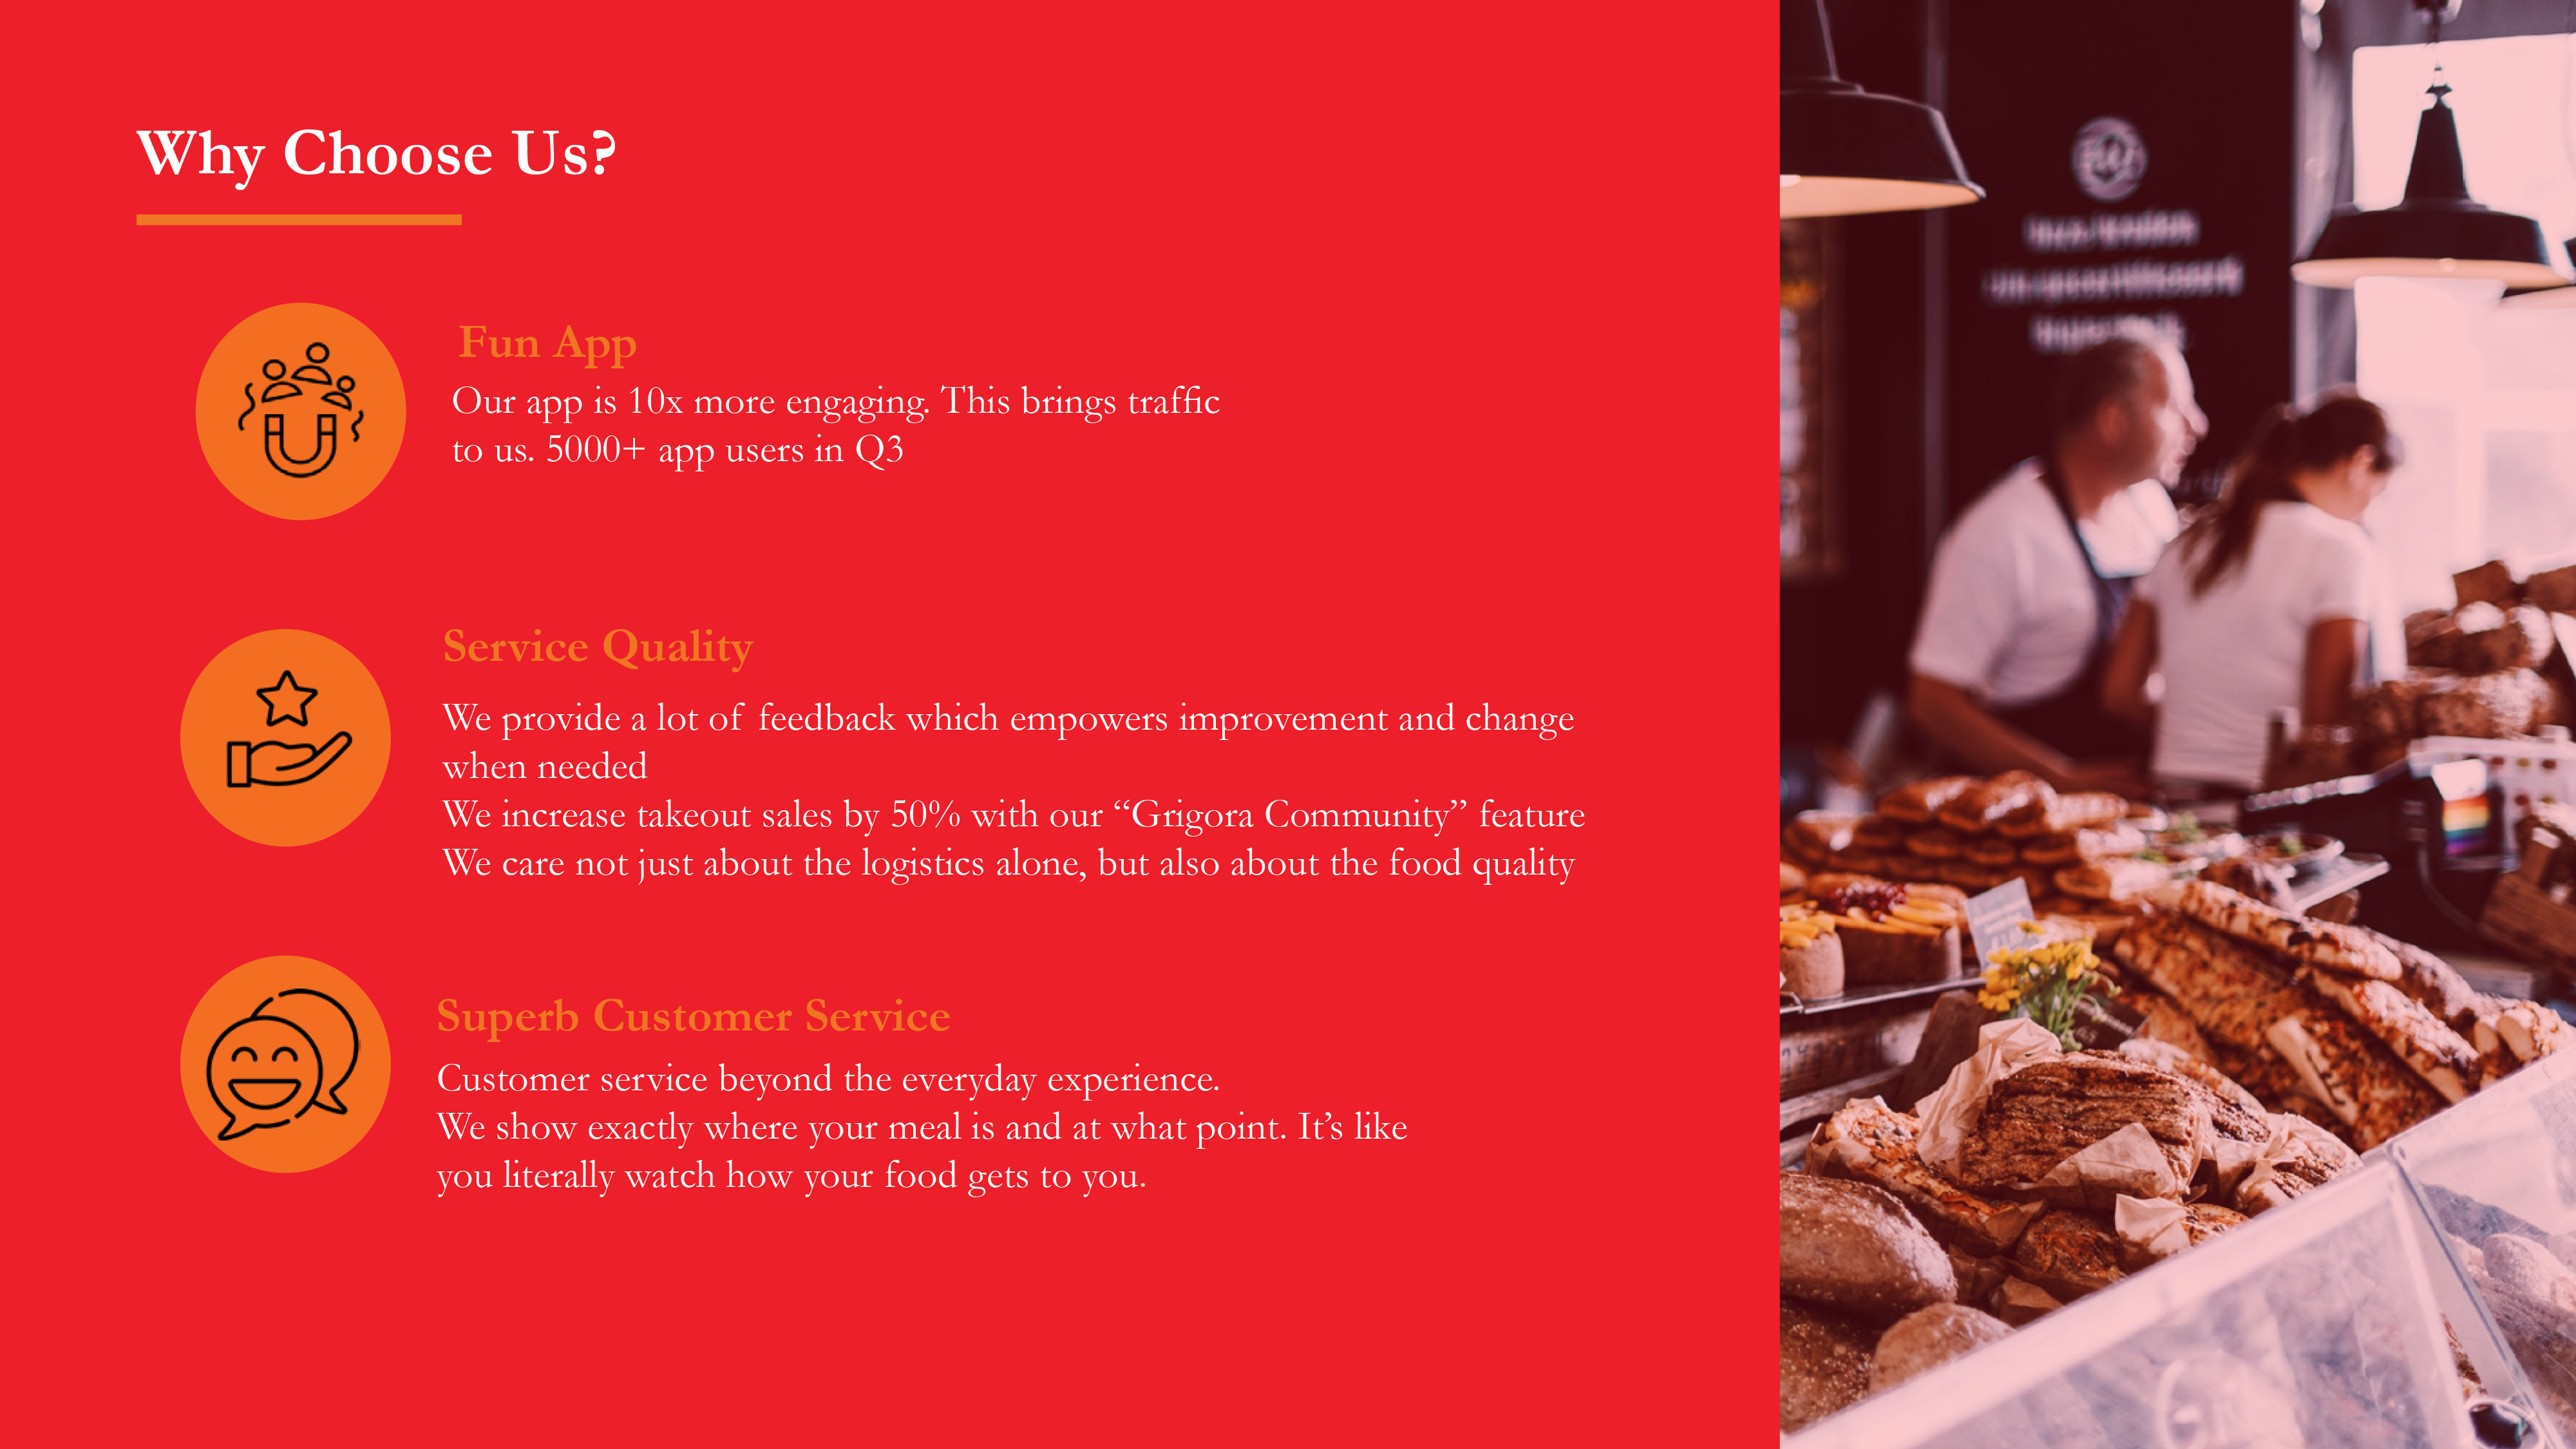 Why Choose Us?
Fun App
Our app is 10x more engaging. This brings traffic
to us. 5000+ app users in Q3
Service Quality
We provide a lot of feedback which empowers improvement and change
when needed
We increase takeout sales by 50% with our “Grigora Community” feature
We care not just about the logistics alone, but also about the food quality
Superb Customer Service
Customer service beyond the everyday experience.
We show exactly where your meal is and at what point. It’s like
you literally watch how your food gets to you.